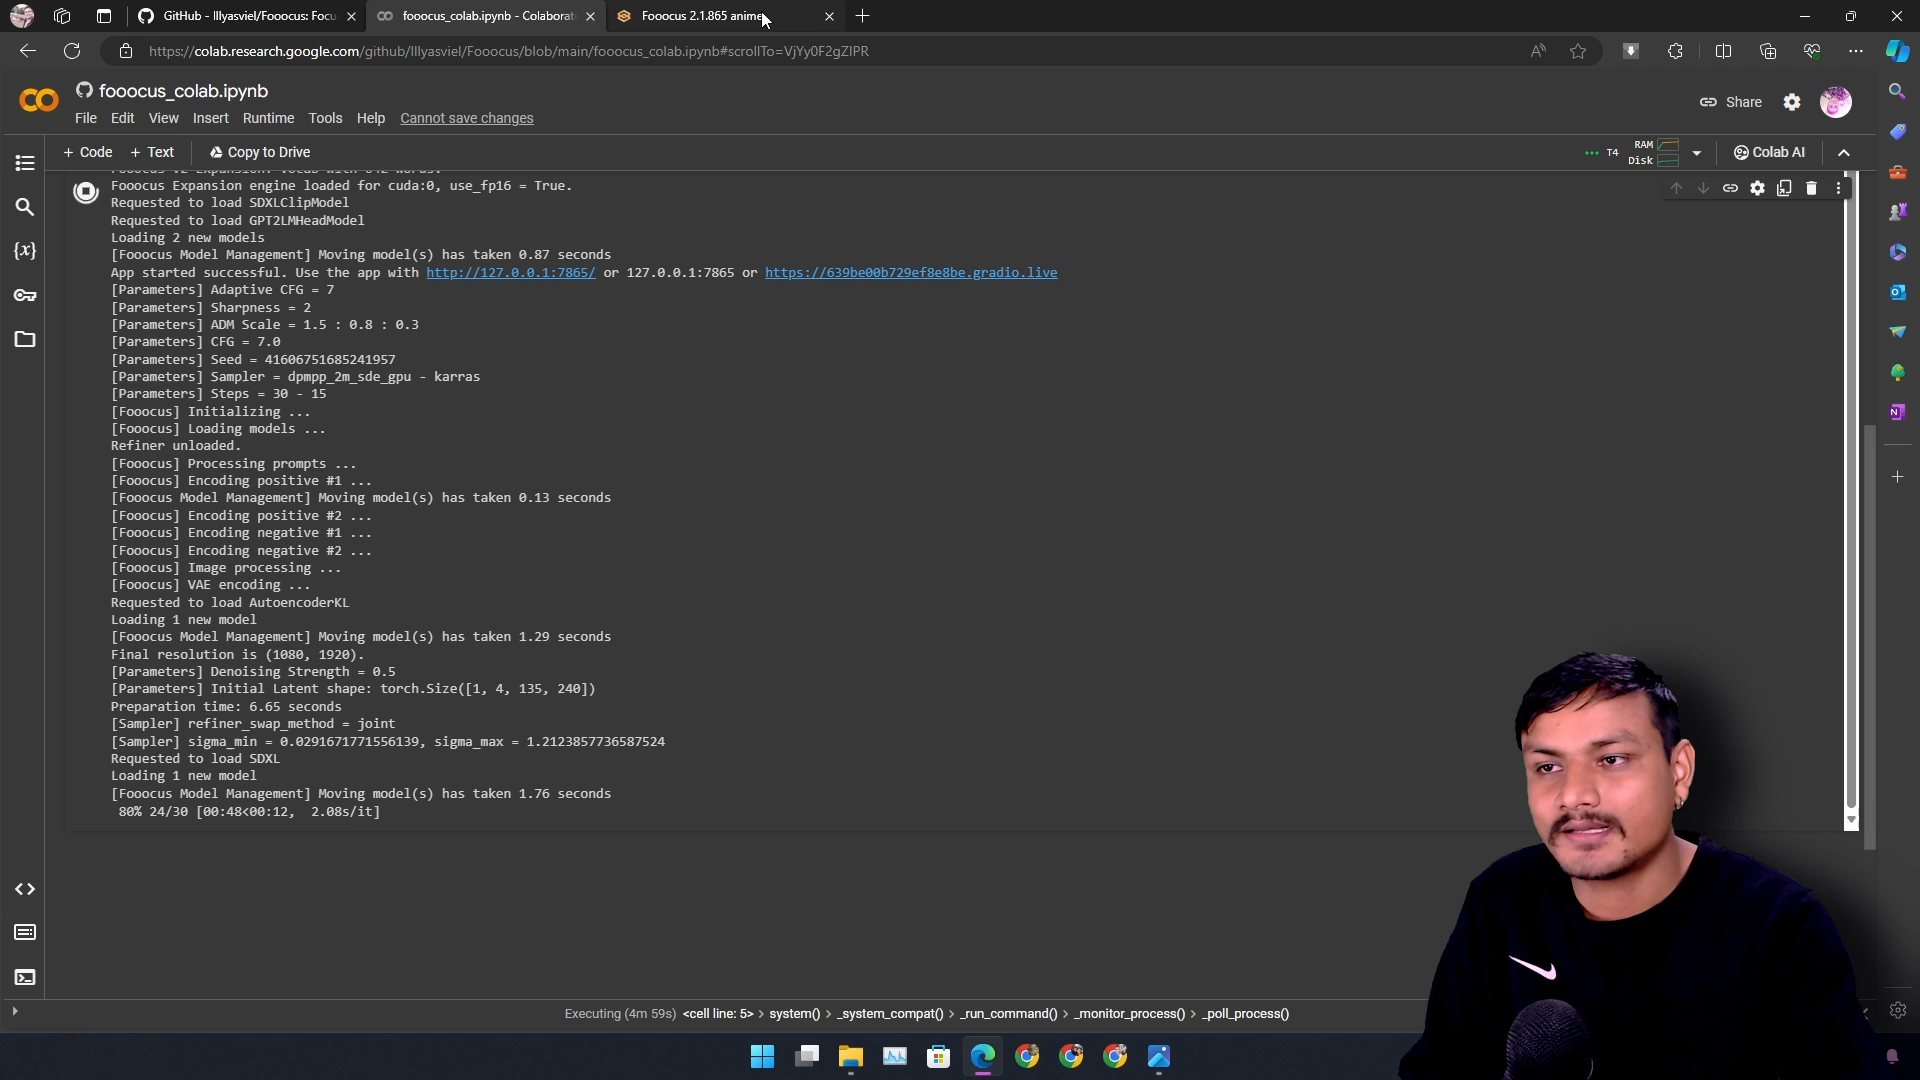 GitHub - lllyasviel/Fooocus: Focu
fooocus_colab.ipynb - Colaborat
Fooocus 2.1.865 anime
https://colab.research.google.com/github/lllyasviel/Fooocus/blob/main/fooocus_colab.ipynb#scrollTo=VjYy0F2gZIPR
fooocus_colab.ipynb
File Edit View Insert Runtime Tools Help Cannot save changes
Share
+ Code + Text Copy to Drive
T4 RAM Disk Colab AI
Fooocus Expansion engine loaded for cuda:0, use_fp16 = True.
Requested to load SDXLClipModel
Requested to load GPT2LMHeadModel
Loading 2 new models
[Fooocus Model Management] Moving model(s) has taken 0.87 seconds
App started successful. Use the app with http://127.0.0.1:7865/ or 127.0.0.1:7865 or https://639be00b729ef8e8be.gradio.live
[Parameters] Adaptive CFG = 7
[Parameters] Sharpness = 2
[Parameters] ADM Scale = 1.5 : 0.8 : 0.3
[Parameters] CFG = 7.0
[Parameters] Seed = 41606751685241957
[Parameters] Sampler = dpmpp_2m_sde_gpu - karras
[Parameters] Steps = 30 - 15
[Fooocus] Initializing ...
[Fooocus] Loading models ...
Refiner unloaded.
[Fooocus] Processing prompts ...
[Fooocus] Encoding positive #1 ...
[Fooocus Model Management] Moving model(s) has taken 0.13 seconds
[Fooocus] Encoding positive #2 ...
[Fooocus] Encoding negative #1 ...
[Fooocus] Encoding negative #2 ...
[Fooocus] Image processing ...
[Fooocus] VAE encoding ...
Requested to load AutoencoderKL
Loading 1 new model
[Fooocus Model Management] Moving model(s) has taken 1.29 seconds
Final resolution is (1080, 1920).
[Parameters] Denoising Strength = 0.5
[Parameters] Initial Latent shape: torch.Size([1, 4, 135, 240])
Preparation time: 6.65 seconds
[Sampler] refiner_swap_method = joint
[Sampler] sigma_min = 0.0291671771556139, sigma_max = 1.2123857736587524
Requested to load SDXL
Loading 1 new model
[Fooocus Model Management] Moving model(s) has taken 1.76 seconds
80% 24/30 [00:48<00:12, 2.08s/it]
Executing (4m 59s) <cell line: 5> > system() > _system_compat() > _run_command() > _monitor_process() > _poll_process()